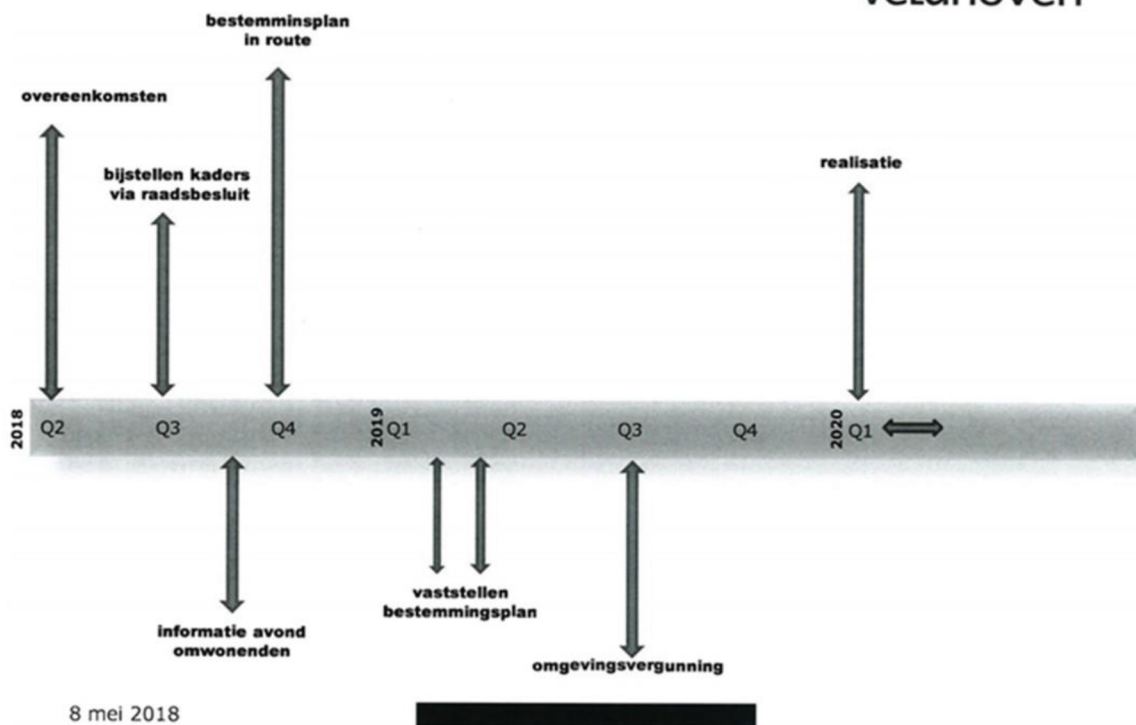 bestemminsplan
in route
overeenkomsten
bijstellen kaders
via raadsbesluit
realisatie
2018 Q2 Q3 Q4 2019 Q1 Q2 Q3 Q4 2020 Q1
vaststellen
bestemmingsplan
informatie avond
omwonenden
omgevingsvergunning
8 mei 2018